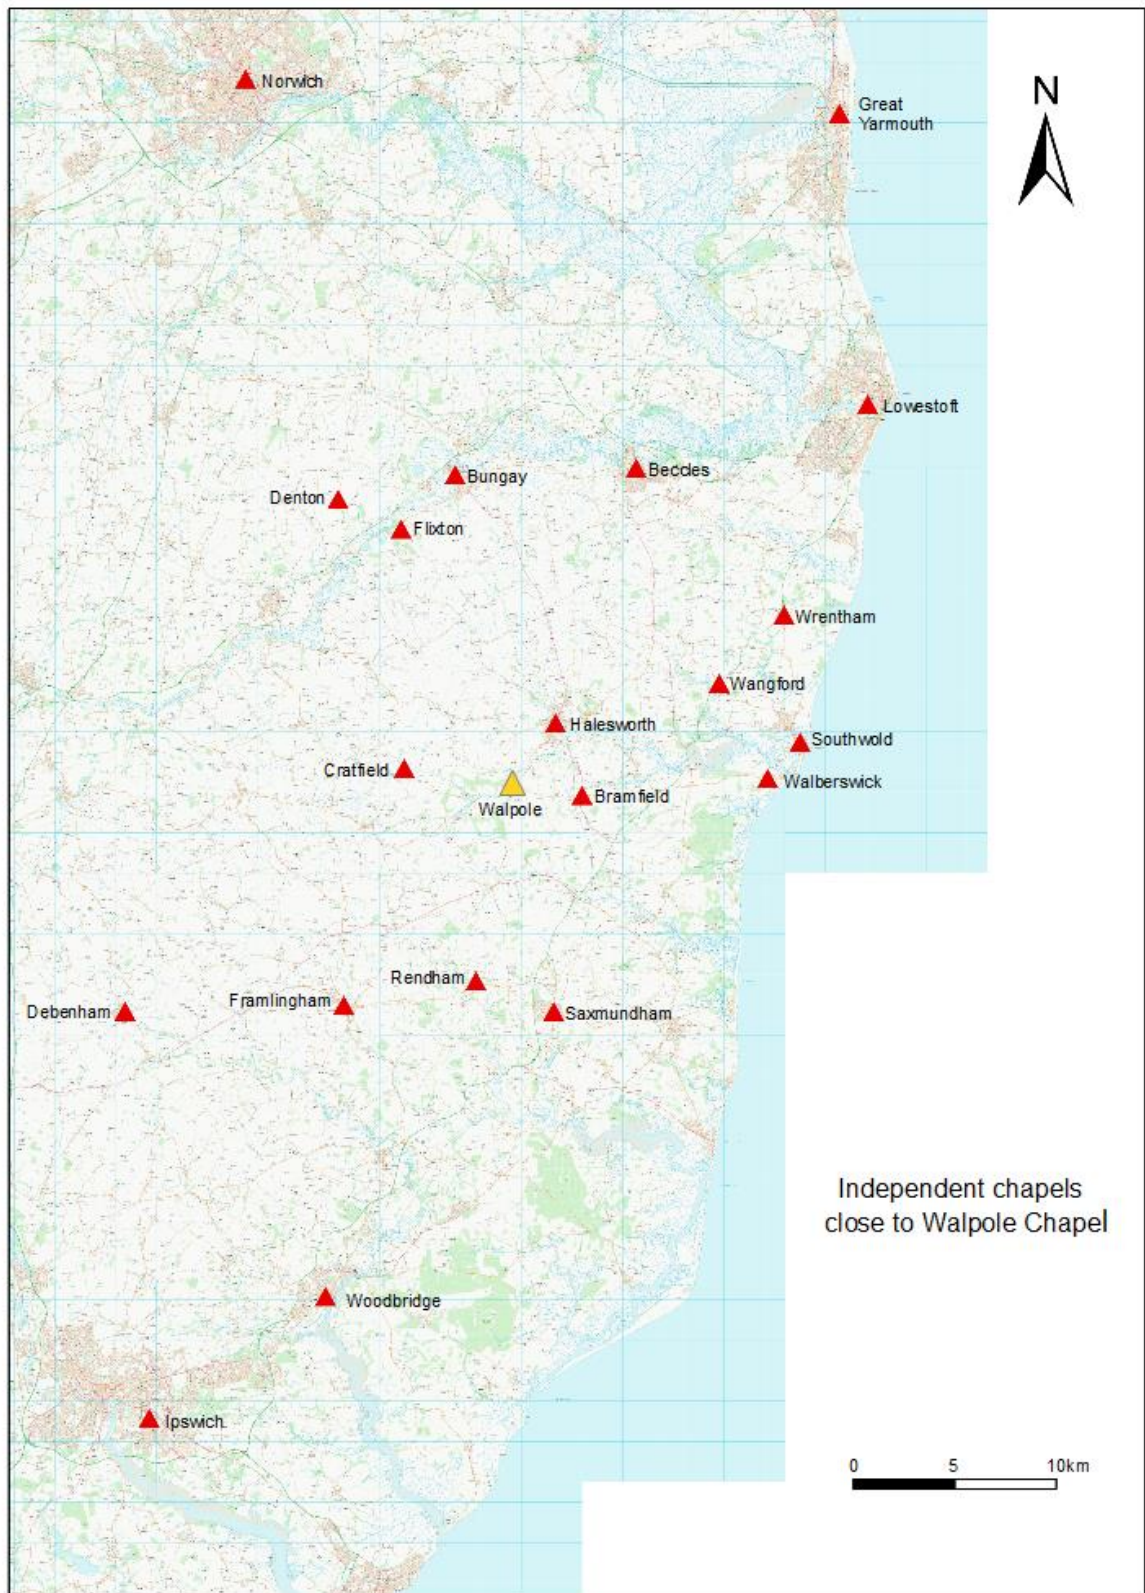 Norwich
Great
Yarmouth
N
Lowestoft
Beccles
Bungay
Denton
Flixton
Wrentham
Wangford
Halesworth
Southwold
Cratfield
Walberswick
Bramfield
Walpole
Rendham
Framlingham
Debenham
Saxmundham
Independent chapels
close to Walpole Chapel
Woodbridge
Ipswich
0 5 10km